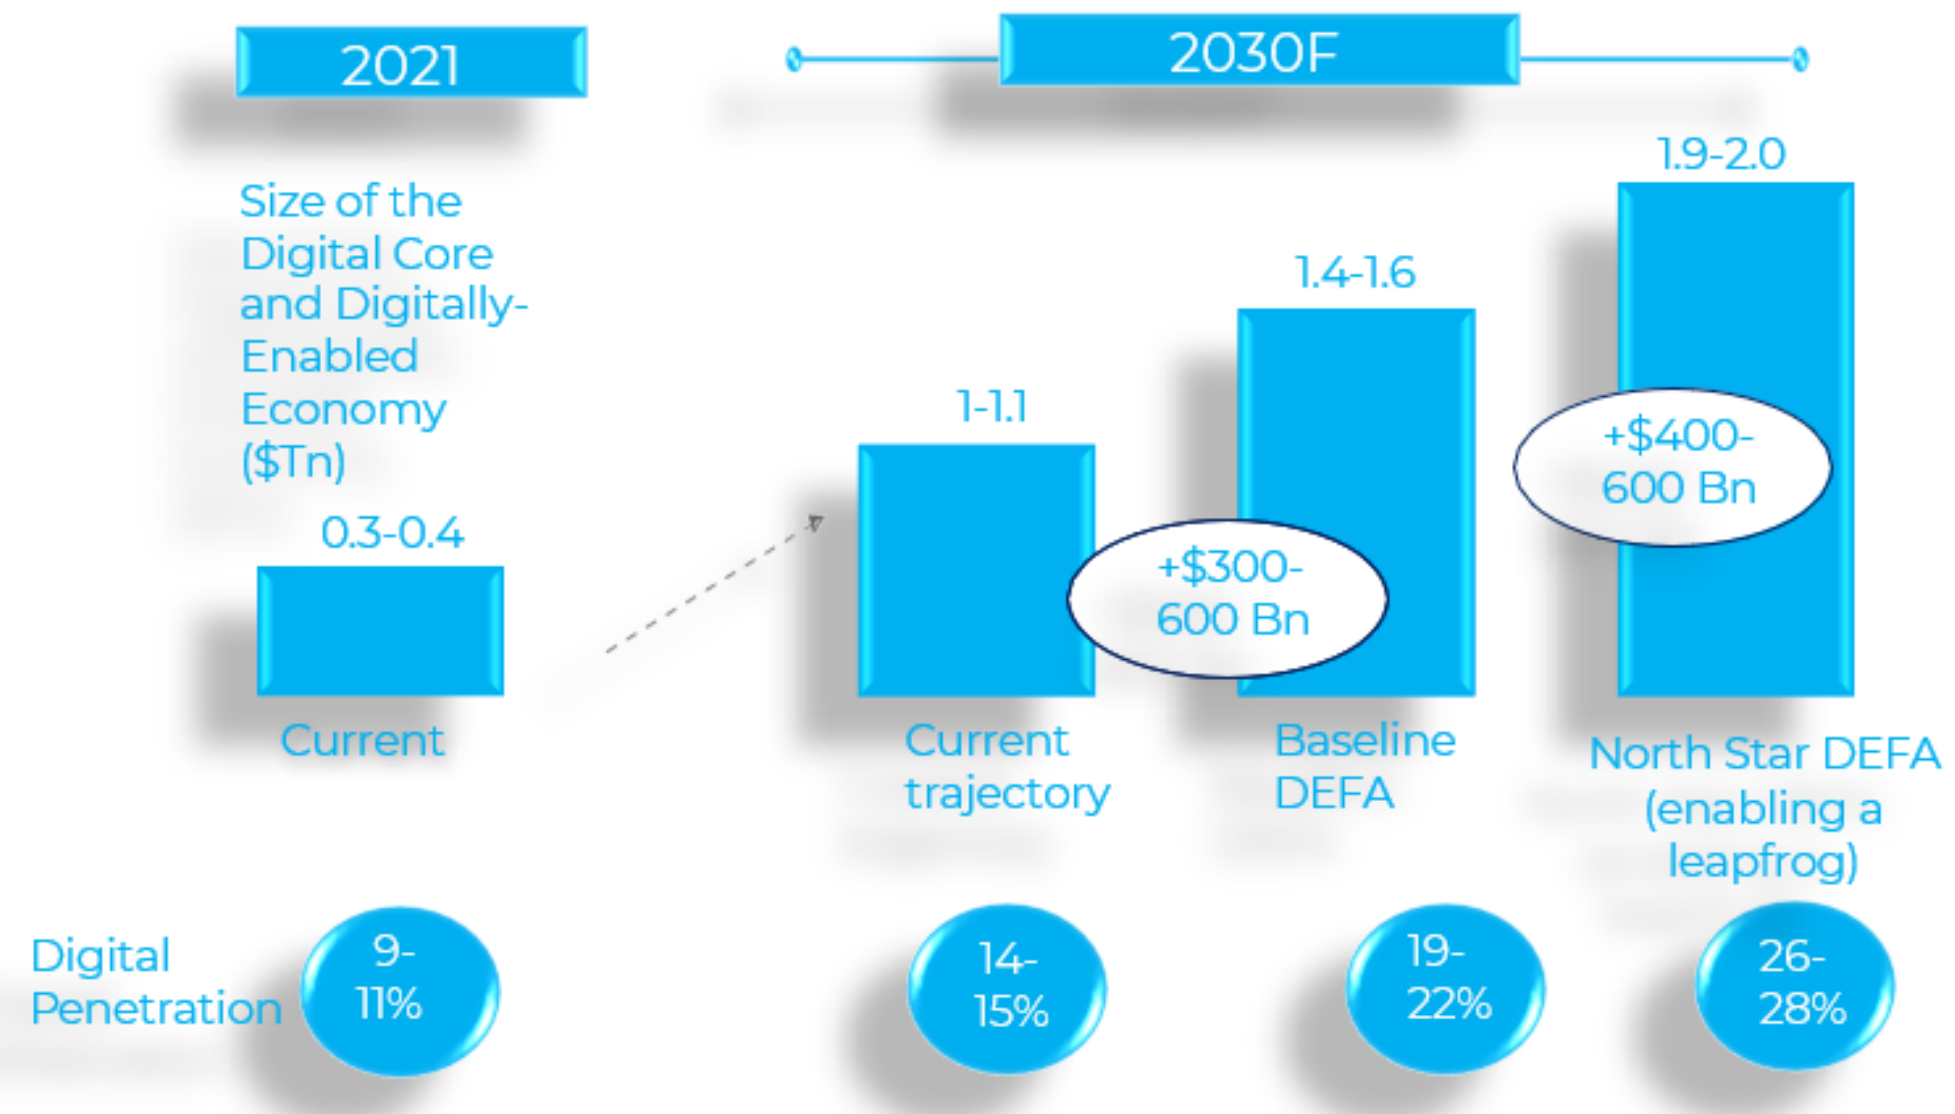 2021
2030F
Size of the
Digital Core
and Digitally-
Enabled
Economy
($Tn)
0.3-0.4
1-1.1
1.4-1.6
1.9-2.0
+$300-
600 Bn
+$400-
600 Bn
Current
Current
trajectory
Baseline
DEFA
North Star DEFA
(enabling a
leapfrog)
Digital
Penetration
9-
11%
14-
15%
19-
22%
26-
28%